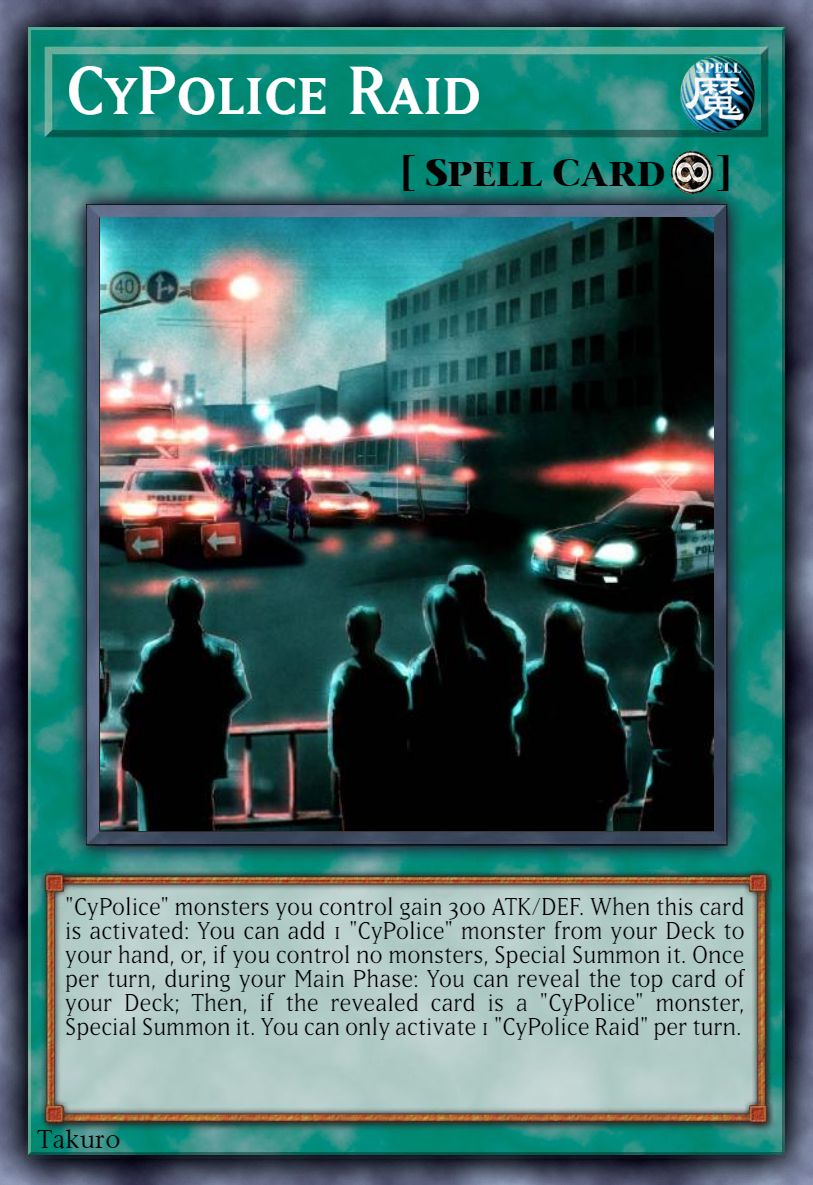 CyPolice Raid
SPELL
魔
[ Spell Card ]
40
POLICE
POLI
"CyPolice" monsters you control gain 300 ATK/DEF. When this card
is activated: You can add 1 "CyPolice" monster from your Deck to
your hand, or, if you control no monsters, Special Summon it. Once
per turn, during your Main Phase: You can reveal the top card of
your Deck; Then, if the revealed card is a "CyPolice" monster,
Special Summon it. You can only activate 1 "CyPolice Raid" per turn.
Takuro